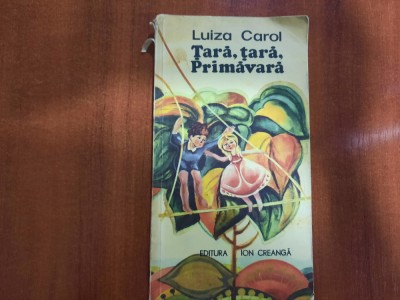 Luiza Carol
Țară, țară,
Primăvară
EDITURA ION CREANGĂ